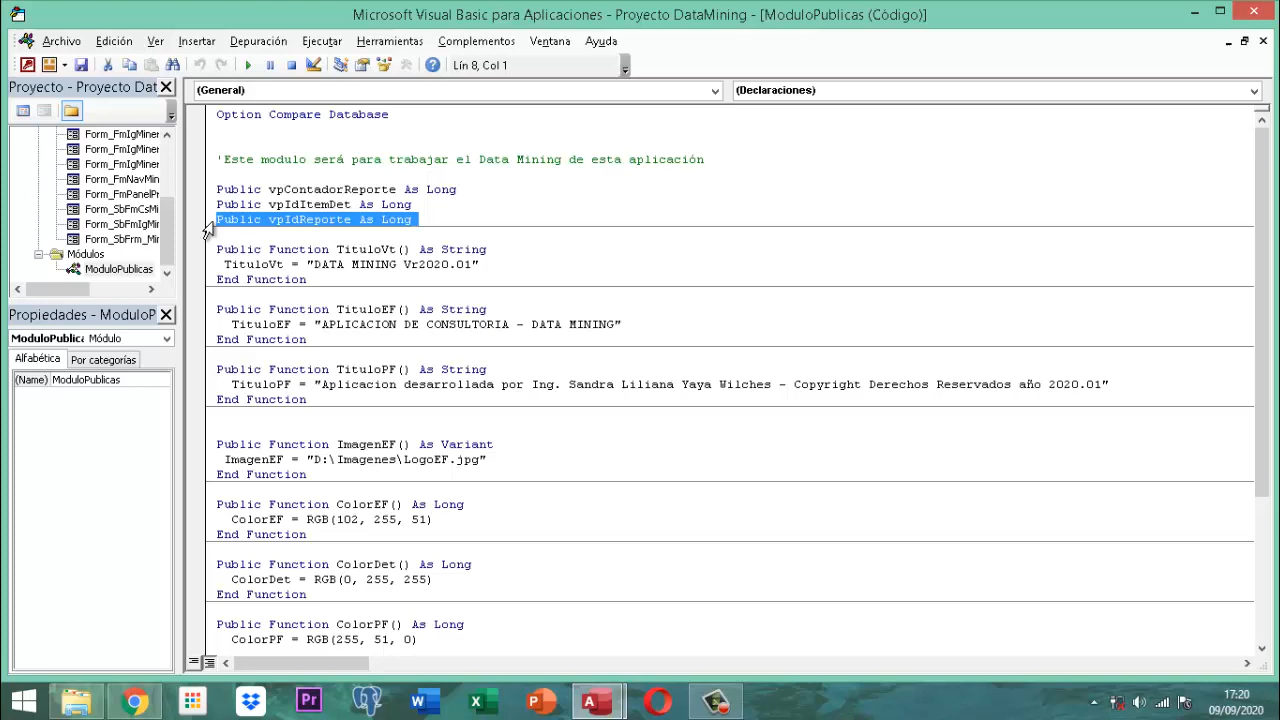 Microsoft Visual Basic para Aplicaciones - Proyecto DataMining - [ModuloPublicas (Código)]
Archivo Edición Ver Insertar Depuración Ejecutar Herramientas Complementos Ventana Ayuda
Lín 8, Col 1
Proyecto - Proyecto Dat
(General)
(Declaraciones)
Form_FmIgMiner
Form_FmIgMiner
Form_FmIgMiner
Form_FmNavMin
Form_FmPanelPr
Form_SbFmCsMi
Form_SbFmIgMir
Form_SbFrm_Mi
Módulos
ModuloPublicas
Propiedades - ModuloP
ModuloPublica Módulo
Alfabética Por categorías
(Name) ModuloPublicas
Option Compare Database
'Este modulo será para trabajar el Data Mining de esta aplicación
Public vpContadorReporte As Long
Public vpIdItemDet As Long
Public vpIdReporte As Long
Public Function TituloVt() As String
TituloVt = "DATA MINING Vr2020.01"
End Function
Public Function TituloEF() As String
TituloEF = "APLICACION DE CONSULTORIA - DATA MINING"
End Function
Public Function TituloPF() As String
TituloPF = "Aplicacion desarrollada por Ing. Sandra Liliana Yaya Wilches - Copyright Derechos Reservados año 2020.01"
End Function
Public Function ImagenEF() As Variant
ImagenEF = "D:\Imagenes\LogoEF.jpg"
End Function
Public Function ColorEF() As Long
ColorEF = RGB(102, 255, 51)
End Function
Public Function ColorDet() As Long
ColorDet = RGB(0, 255, 255)
End Function
Public Function ColorPF() As Long
ColorPF = RGB(255, 51, 0)
Pr
17:20
09/09/2020